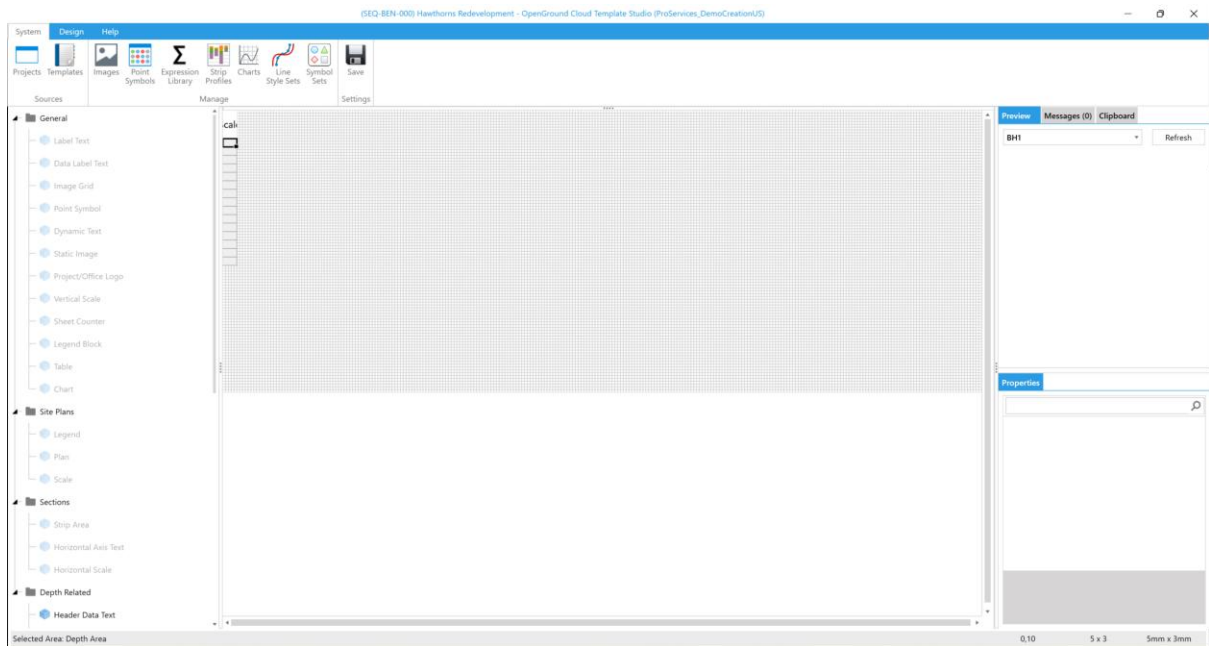 (SEQ-BEN-000) Hawthorns Redevelopment - OpenGround Cloud Template Studio (ProServices_DemoCreationUS)
System Design Help
Projects Templates Images Point Symbols Expression Library Strip Profiles Charts Line Style Sets Symbol Sets Save
Sources Manage Settings
General
Label Text
Data Label Text
Image Grid
Point Symbol
Dynamic Text
Static Image
Project/Office Logo
Vertical Scale
Sheet Counter
Legend Block
Table
Chart
Site Plans
Legend
Plan
Scale
Sections
Strip Area
Horizontal Axis Text
Horizontal Scale
Depth Related
Header Data Text
Preview Messages (0) Clipboard
BH1 Refresh
Properties
Selected Area: Depth Area 0,10 5 x 3 5mm x 3mm